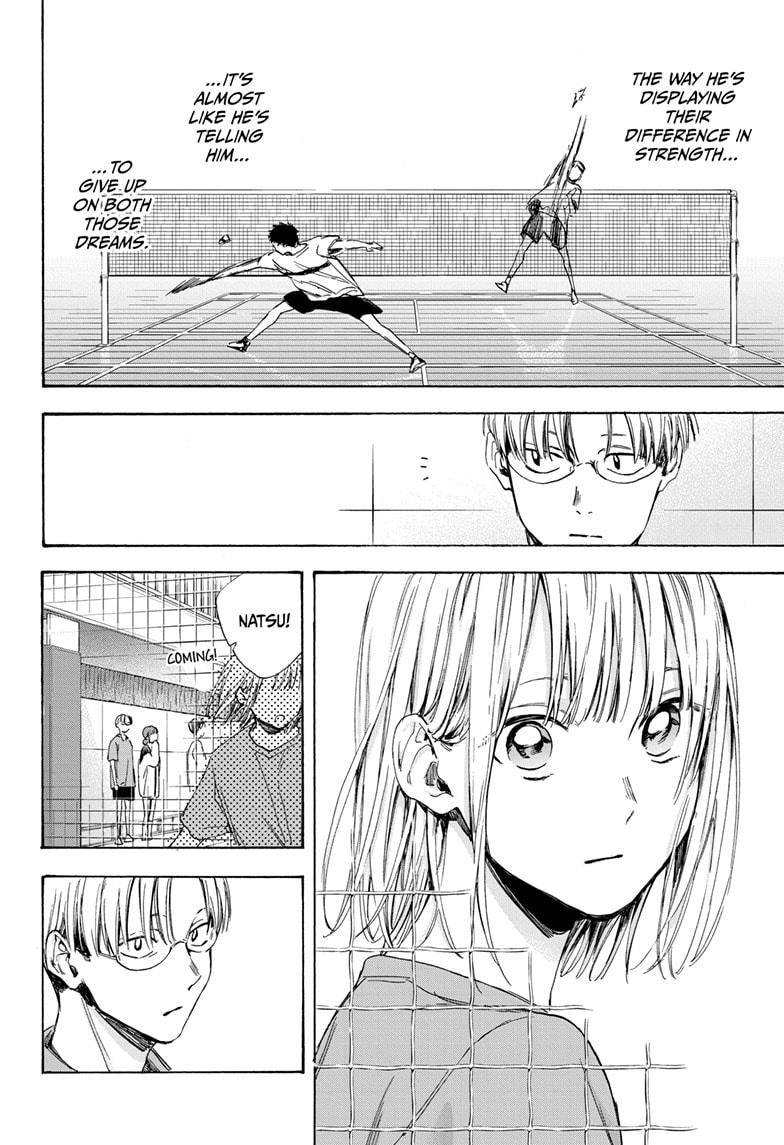 THE WAY HE'S
DISPLAYING
THEIR
DIFFERENCE IN
STRENGTH...
...IT'S
ALMOST
LIKE HE'S
TELLING
HIM...
...TO
GIVE UP
ON BOTH
THOSE
DREAMS.
NATSU!
COMING!